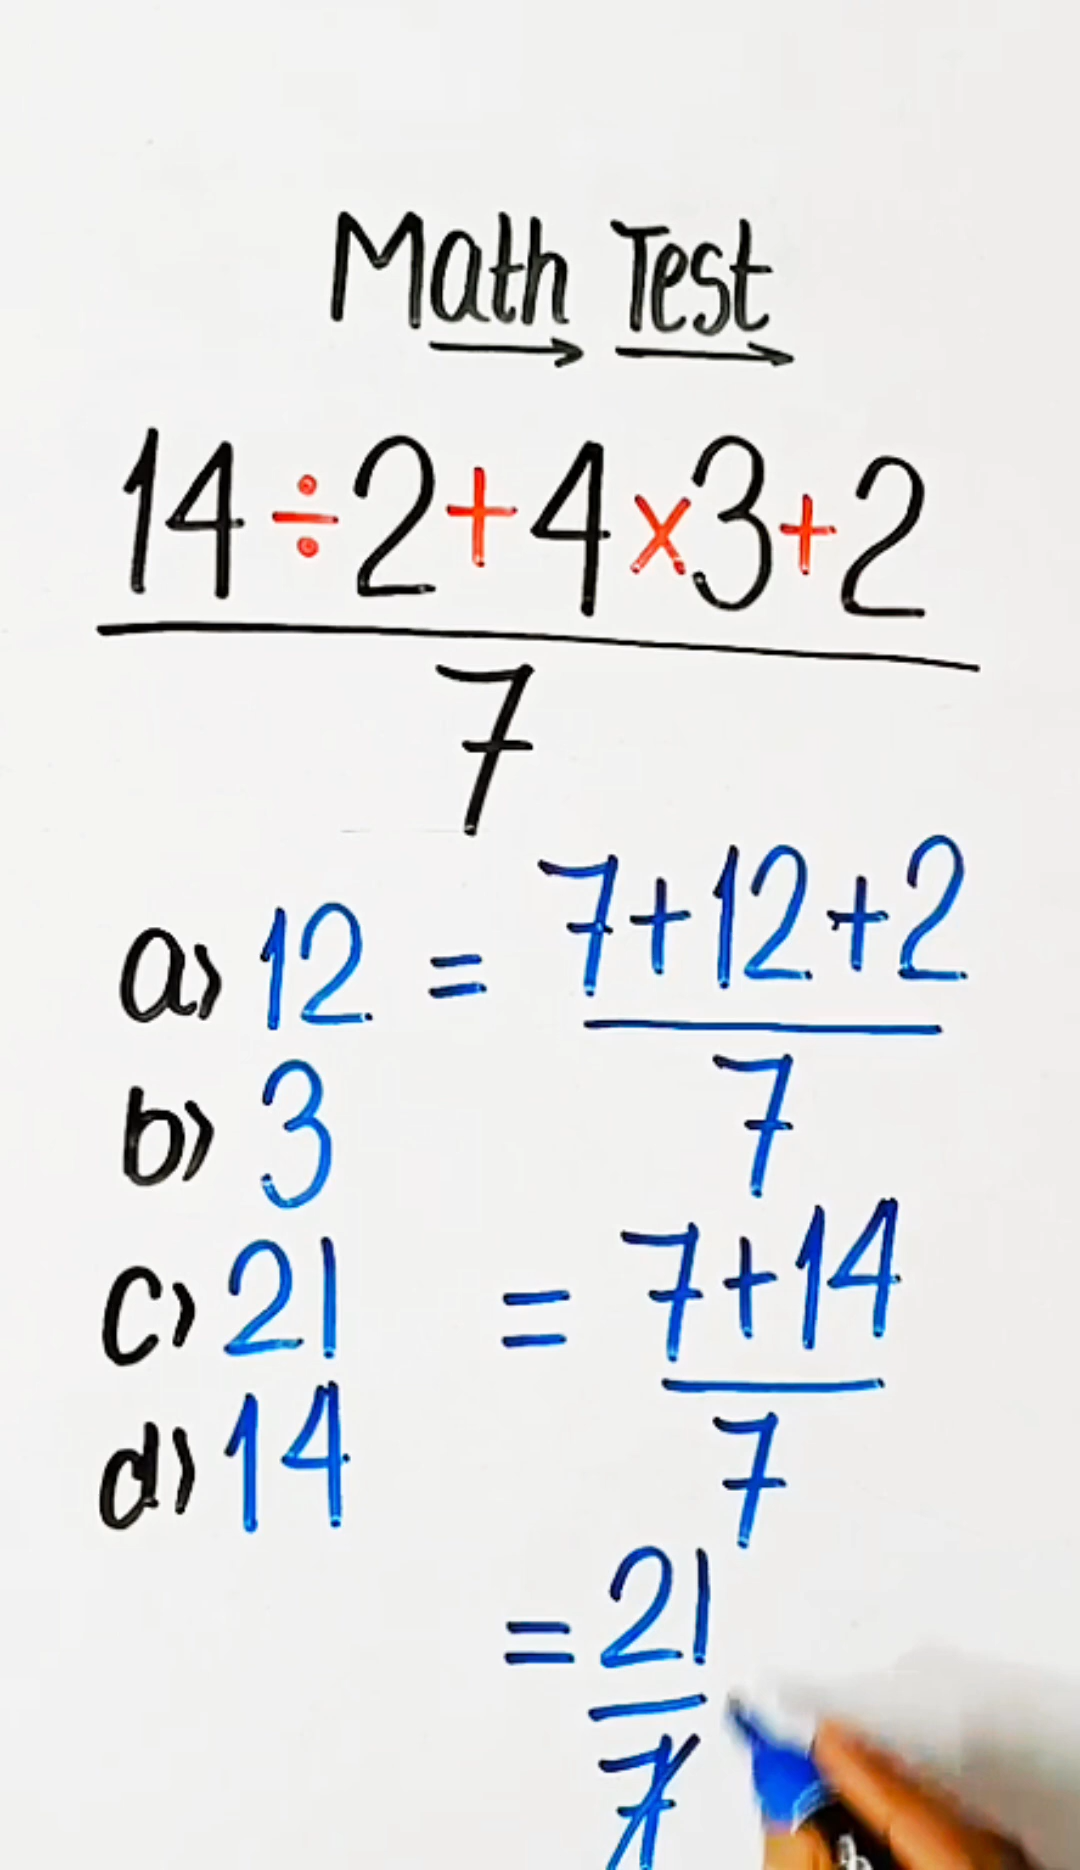 Math Test
14÷2+4×3+2
7
a) 12 = 7+12+2
7
b) 3
c) 21 = 7+14
7
d) 14
= 21
7